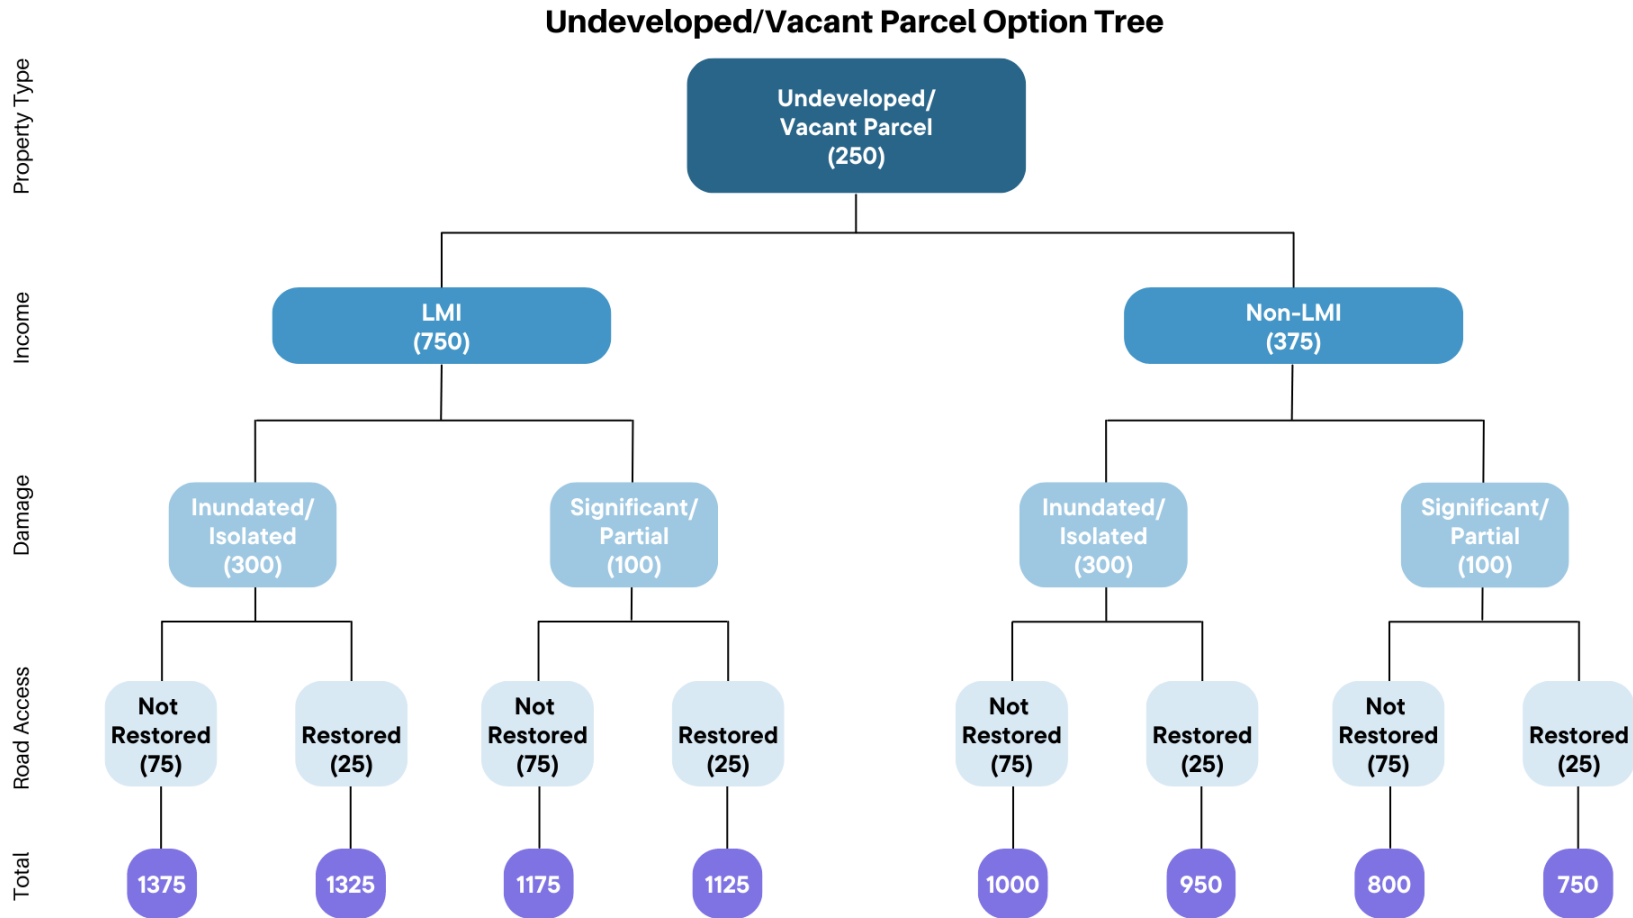 Undeveloped/Vacant Parcel Option Tree
Property Type
Undeveloped/
Vacant Parcel
(250)
Income
LMI
(750)
Non-LMI
(375)
Damage
Inundated/
Isolated
(300)
Significant/
Partial
(100)
Inundated/
Isolated
(300)
Significant/
Partial
(100)
Road Access
Not
Restored
(75)
Restored
(25)
Not
Restored
(75)
Restored
(25)
Not
Restored
(75)
Restored
(25)
Not
Restored
(75)
Restored
(25)
Total
1375
1325
1175
1125
1000
950
800
750